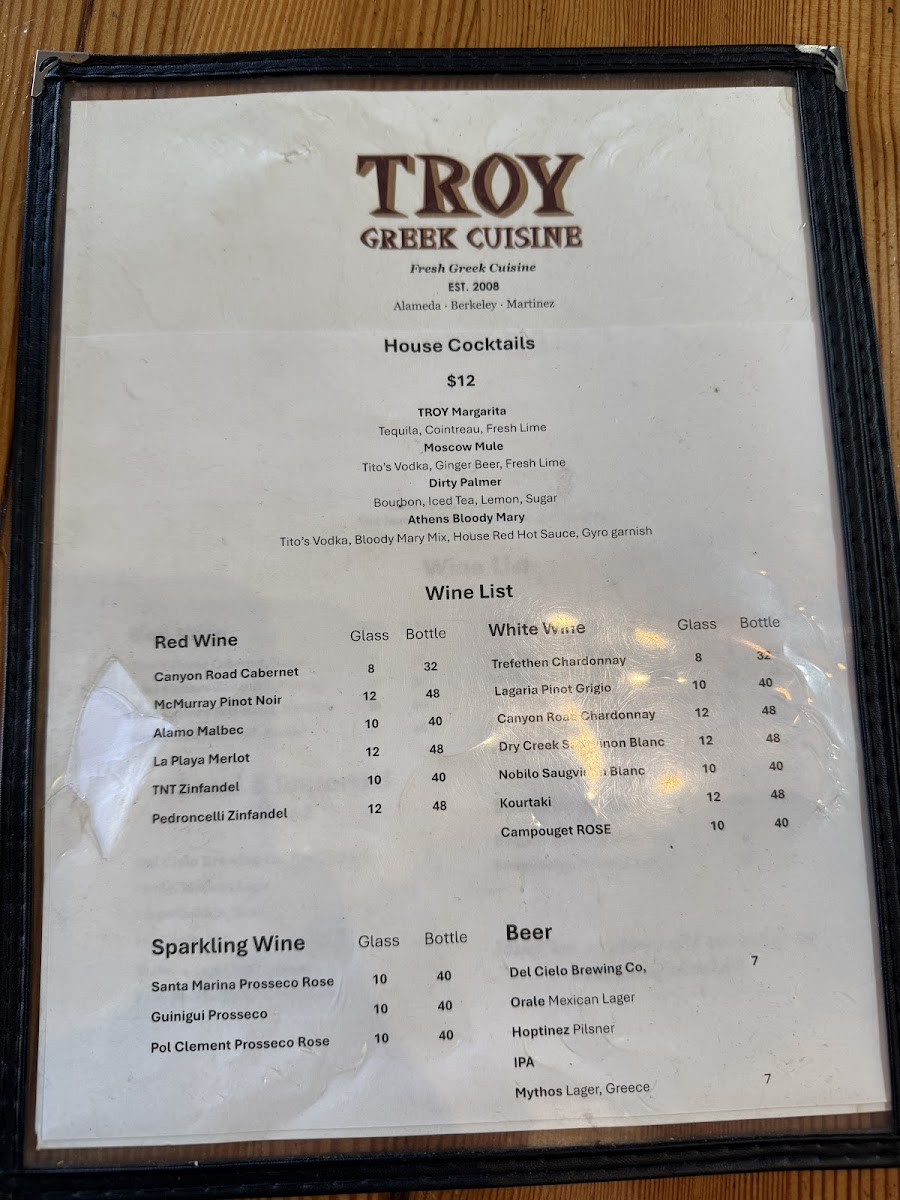 TROY
GREEK CUISINE
Fresh Greek Cuisine
EST. 2008
Alameda · Berkeley · Martinez
House Cocktails
$12
TROY Margarita
Tequila, Cointreau, Fresh Lime
Moscow Mule
Tito's Vodka, Ginger Beer, Fresh Lime
Dirty Palmer
Bourbon, Iced Tea, Lemon, Sugar
Athens Bloody Mary
Tito's Vodka, Bloody Mary Mix, House Red Hot Sauce, Gyro garnish
Wine List
Red Wine Glass Bottle
Canyon Road Cabernet 8 32
McMurray Pinot Noir 12 48
Alamo Malbec 10 40
La Playa Merlot 12 48
TNT Zinfandel 10 40
Pedroncelli Zinfandel 12 48
White Wine Glass Bottle
Trefethen Chardonnay 8 32
Lagaria Pinot Grigio 10 40
Canyon Road Chardonnay 12 48
Dry Creek Blanc 12 48
Nobilo Blanc 10 40
Kourtaki 12 48
Campouget ROSE 10 40
Sparkling Wine Glass Bottle
Santa Marina Prosseco Rose 10 40
Guinigui Prosseco 10 40
Pol Clement Prosseco Rose 10 40
Beer
Del Cielo Brewing Co, 7
Orale Mexican Lager
Hoptinez Pilsner
IPA
Mythos Lager, Greece 7